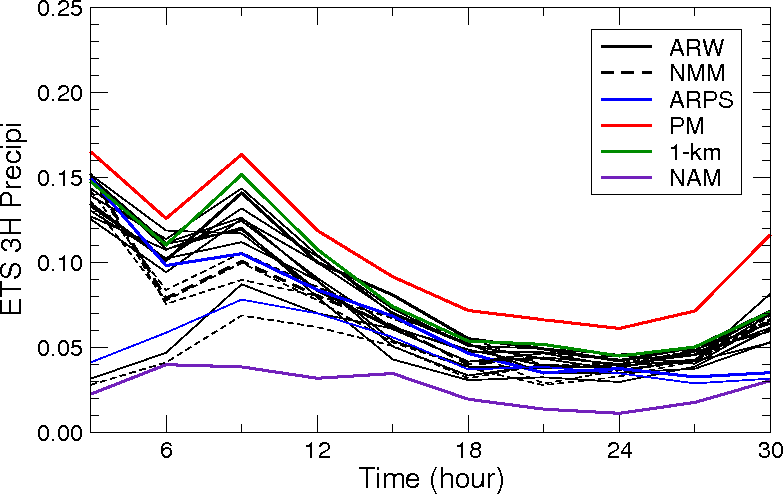 0.25
0.20
0.15
0.10
0.05
0.00
ETS 3H Precipi
6
12
18
24
30
Time (hour)
ARW
NMM
ARPS
PM
1-km
NAM